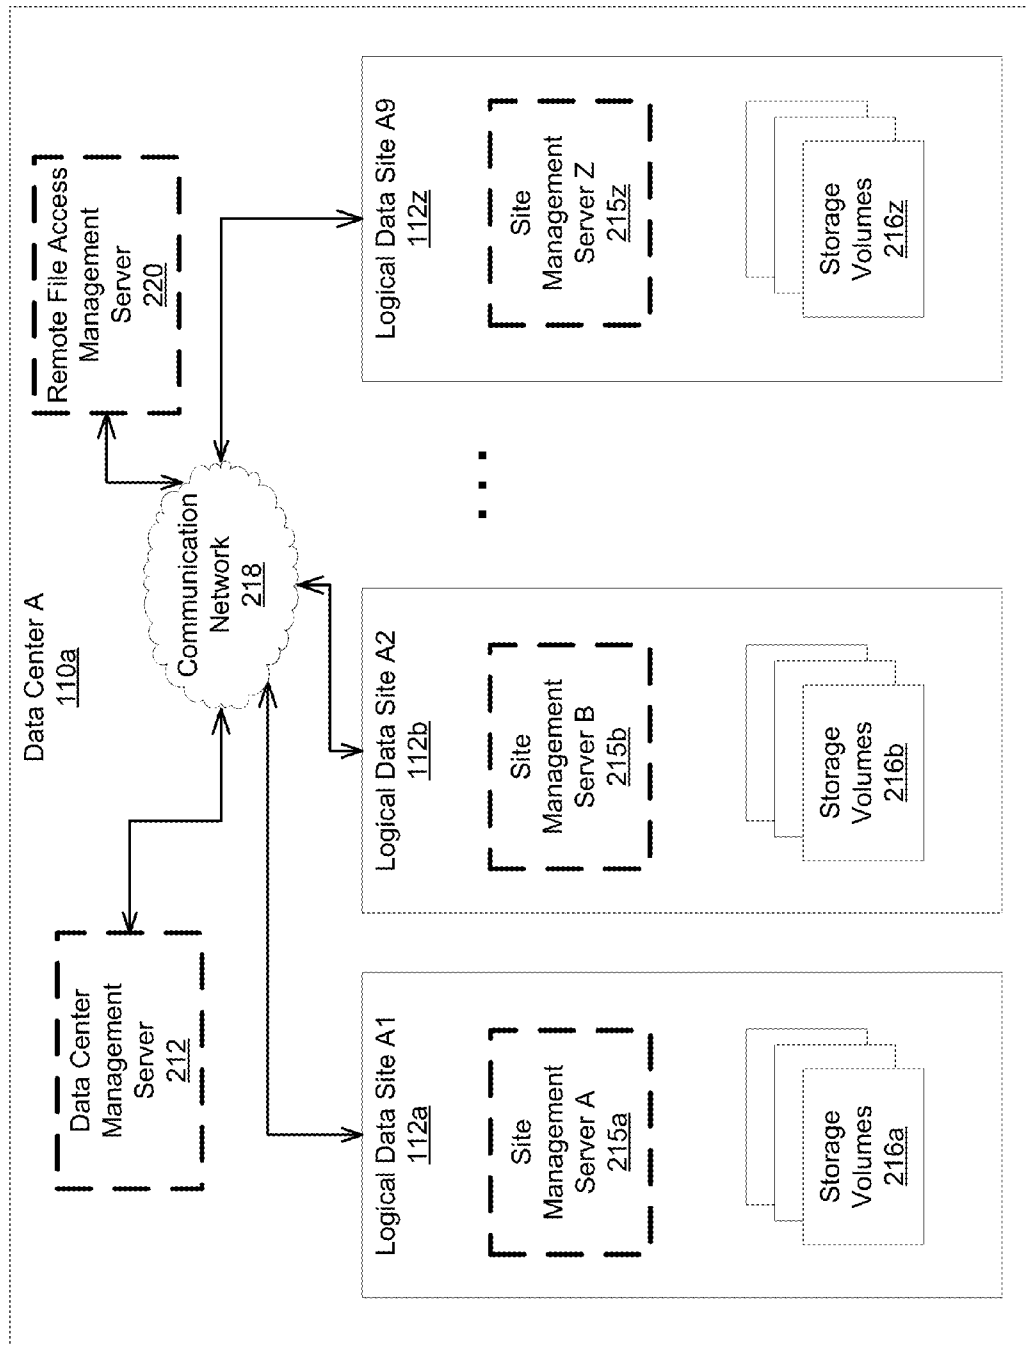 Data Center A
110a
Data Center
Management
Server
212
Remote File Access
Management
Server
220
Communication
Network
218
Logical Data Site A1
112a
Site
Management
Server A
215a
Storage
Volumes
216a
Logical Data Site A2
112b
Site
Management
Server B
215b
Storage
Volumes
216b
. . .
Logical Data Site A9
112z
Site
Management
Server Z
215z
Storage
Volumes
216z